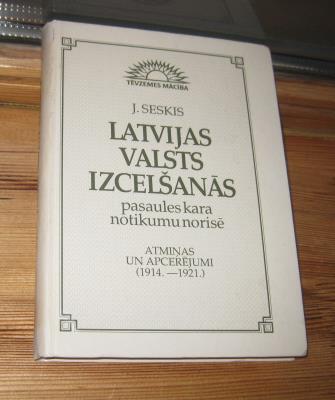 TĒVZEMES MĀCĪBA
J. SESKIS
LATVIJAS
VALSTS
IZCELŠANĀS
pasaules kara
notikumu norisē
ATMIŅAS
UN APCERĒJUMI
(1914. —1921.)